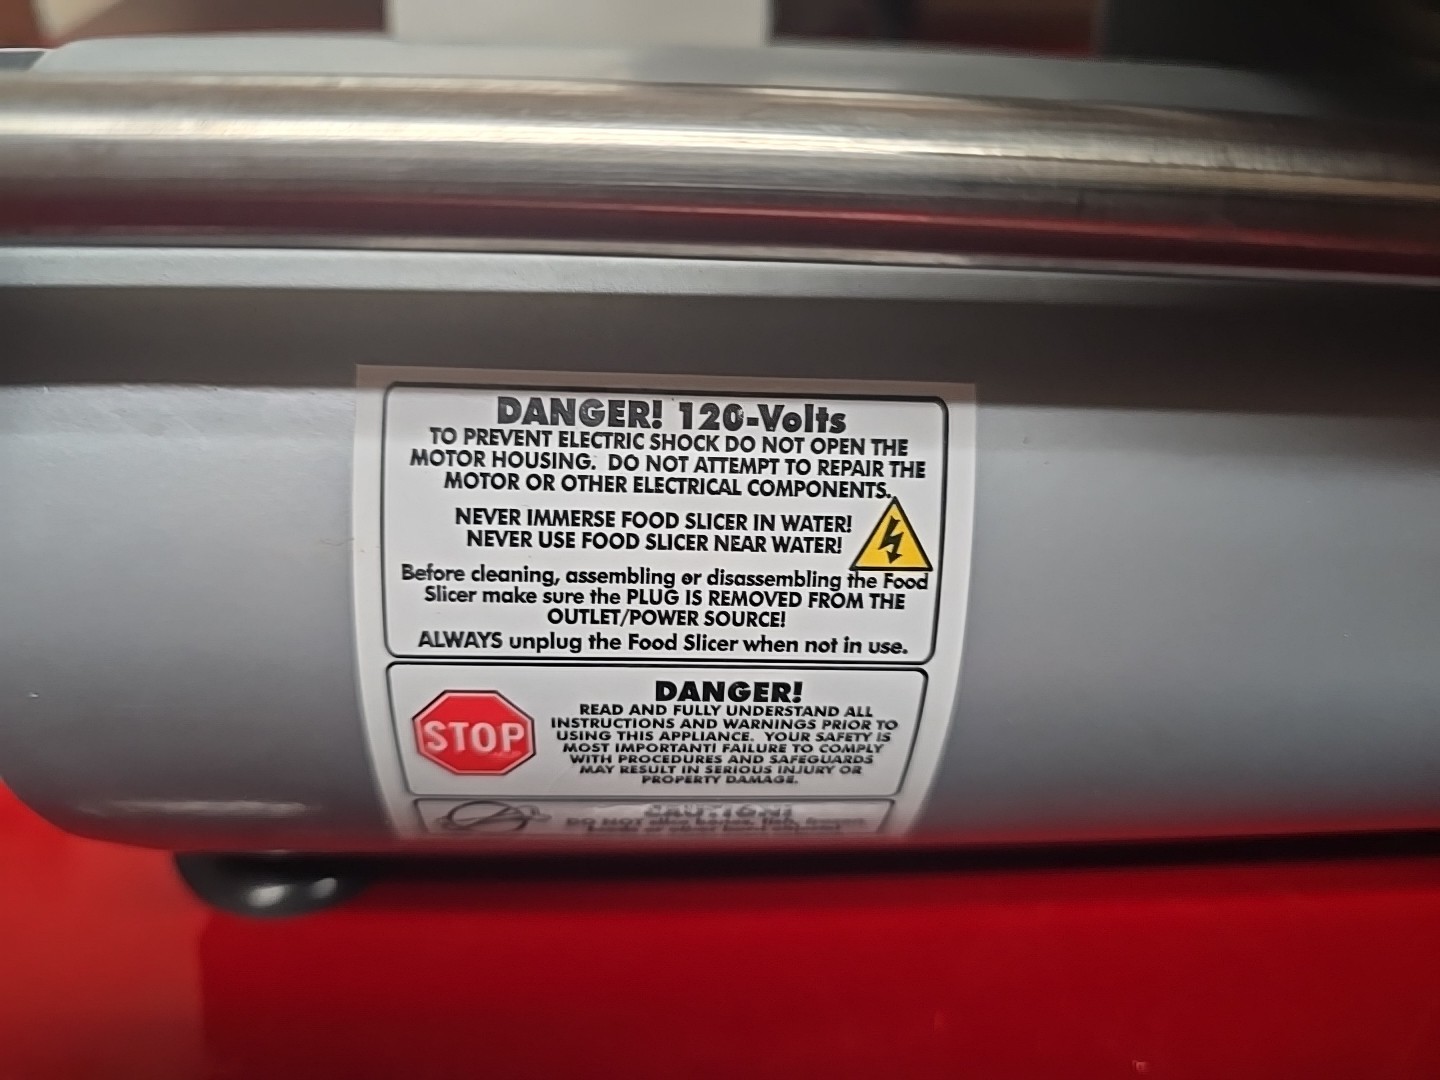 DANGER! 120-Volts
TO PREVENT ELECTRIC SHOCK DO NOT OPEN THE
MOTOR HOUSING. DO NOT ATTEMPT TO REPAIR THE
MOTOR OR OTHER ELECTRICAL COMPONENTS.
NEVER IMMERSE FOOD SLICER IN WATER!
NEVER USE FOOD SLICER NEAR WATER!
Before cleaning, assembling or disassembling the Food
Slicer make sure the PLUG IS REMOVED FROM THE
OUTLET/POWER SOURCE!
ALWAYS unplug the Food Slicer when not in use.
STOP
DANGER!
READ AND FULLY UNDERSTAND ALL
INSTRUCTIONS AND WARNINGS PRIOR TO
USING THIS APPLIANCE. YOUR SAFETY IS
MOST IMPORTANT! FAILURE TO COMPLY
WITH PROCEDURES AND SAFEGUARDS
MAY RESULT IN SERIOUS INJURY OR
PROPERTY DAMAGE.
CAUTION!
DO NOT